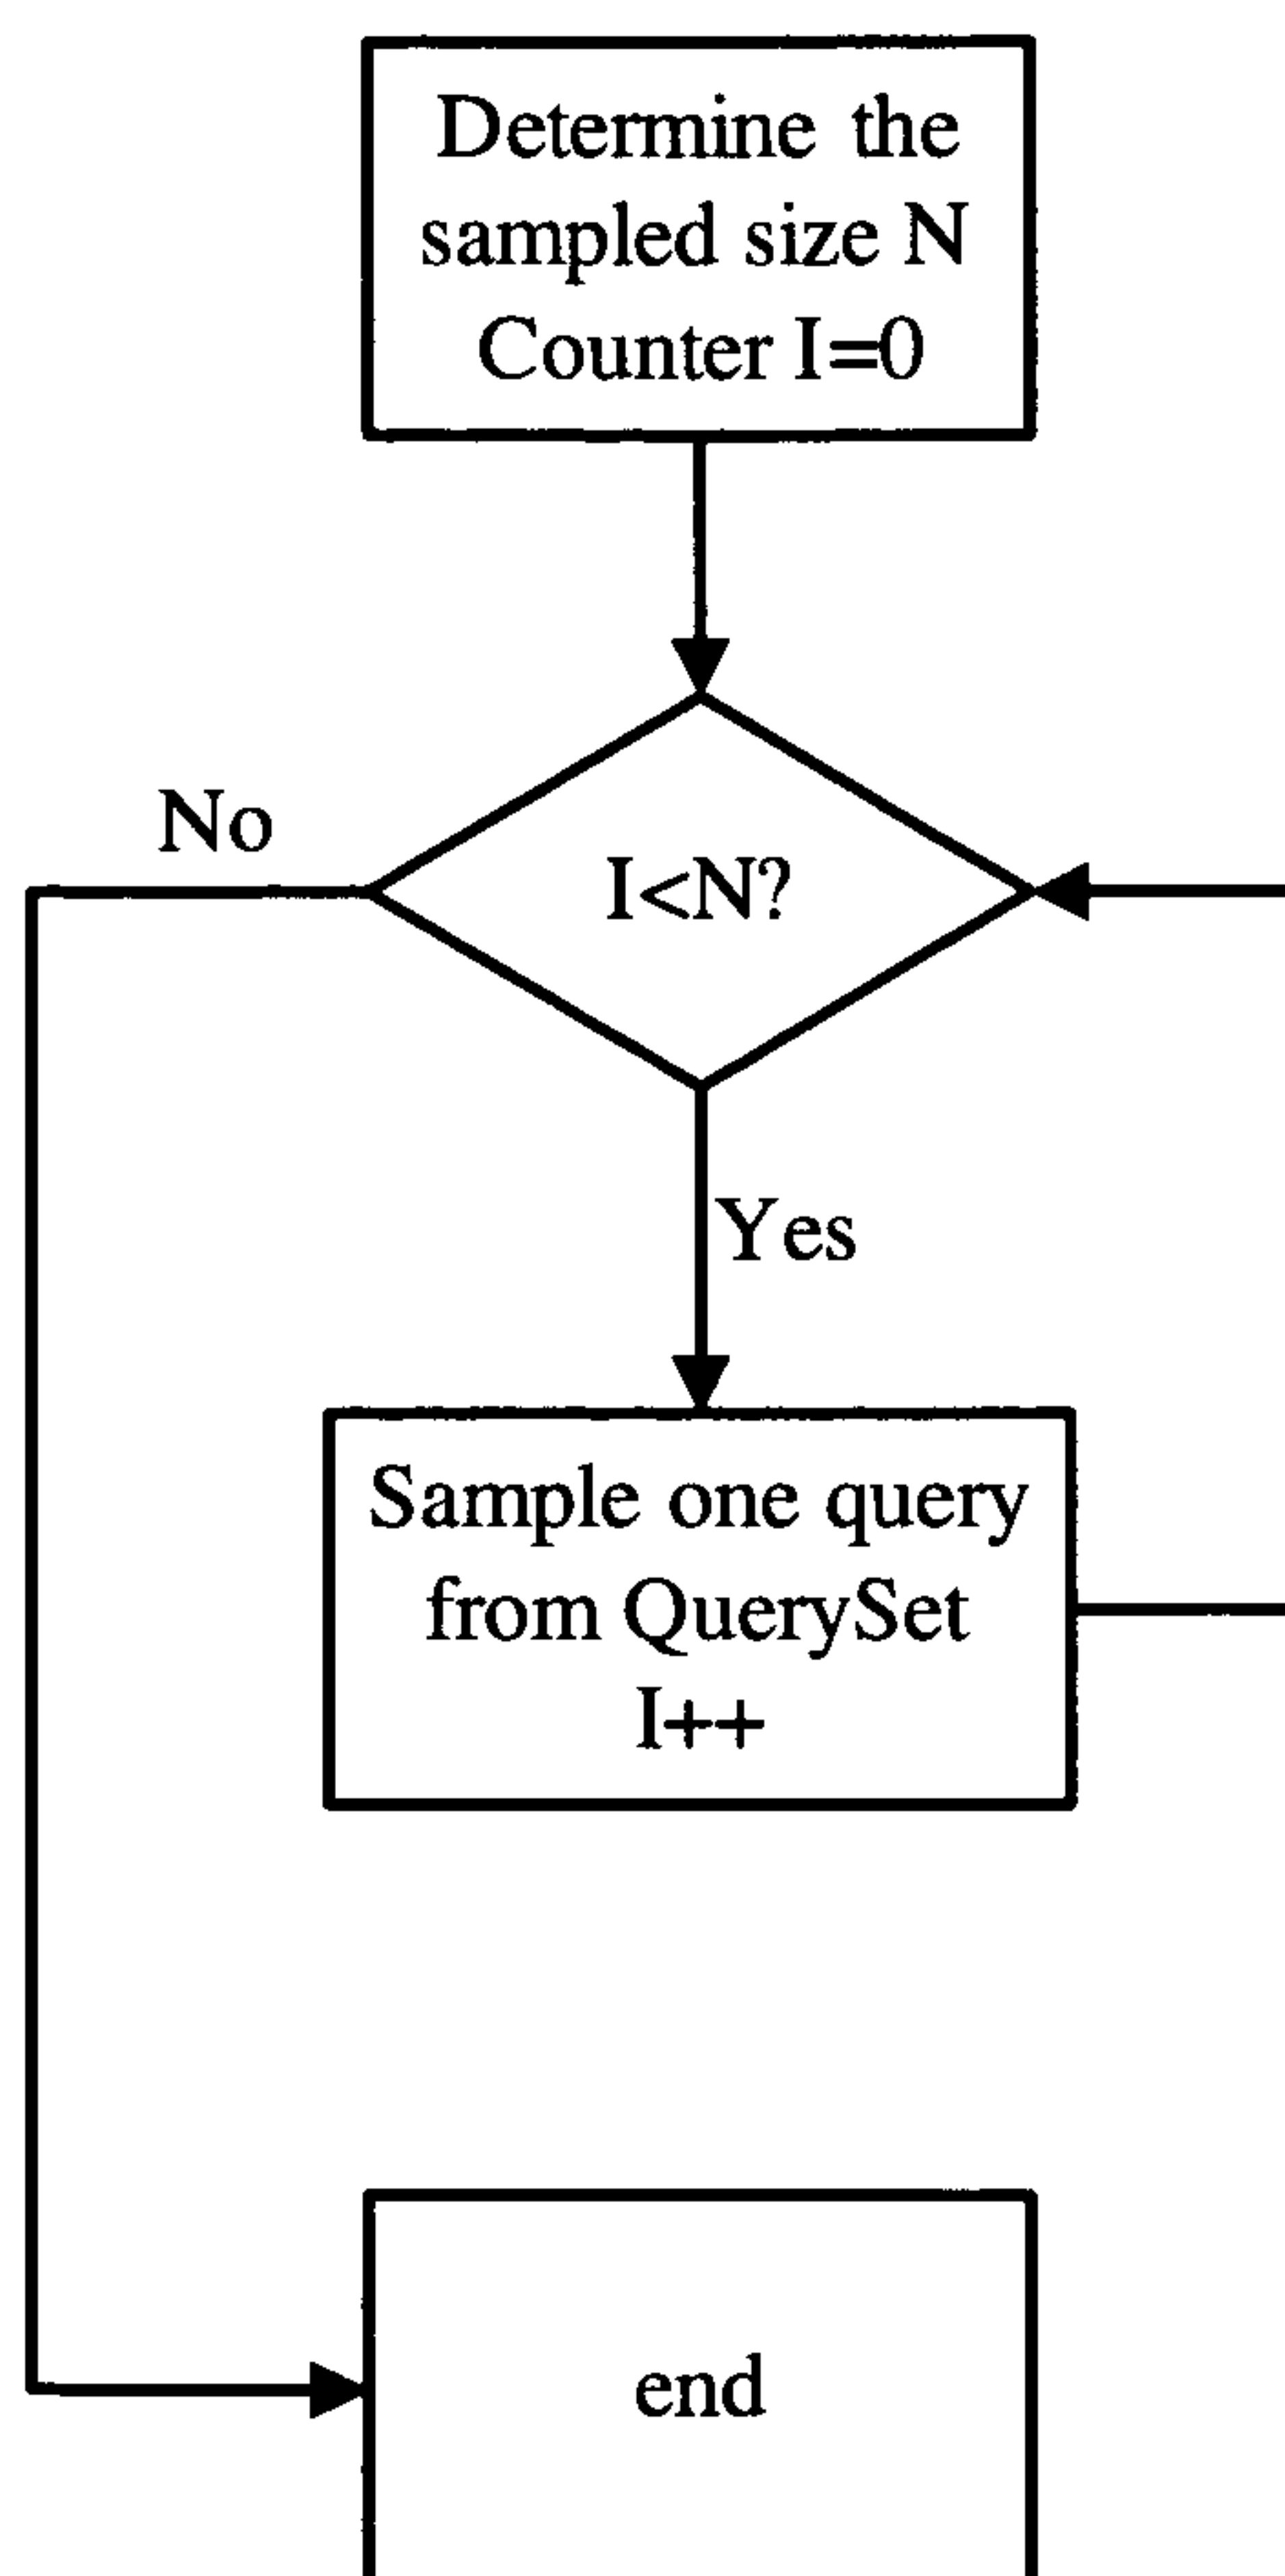 Determine the
sampled size N
Counter I=0
No
I<N?
Yes
Sample one query
from QuerySet
I++
end